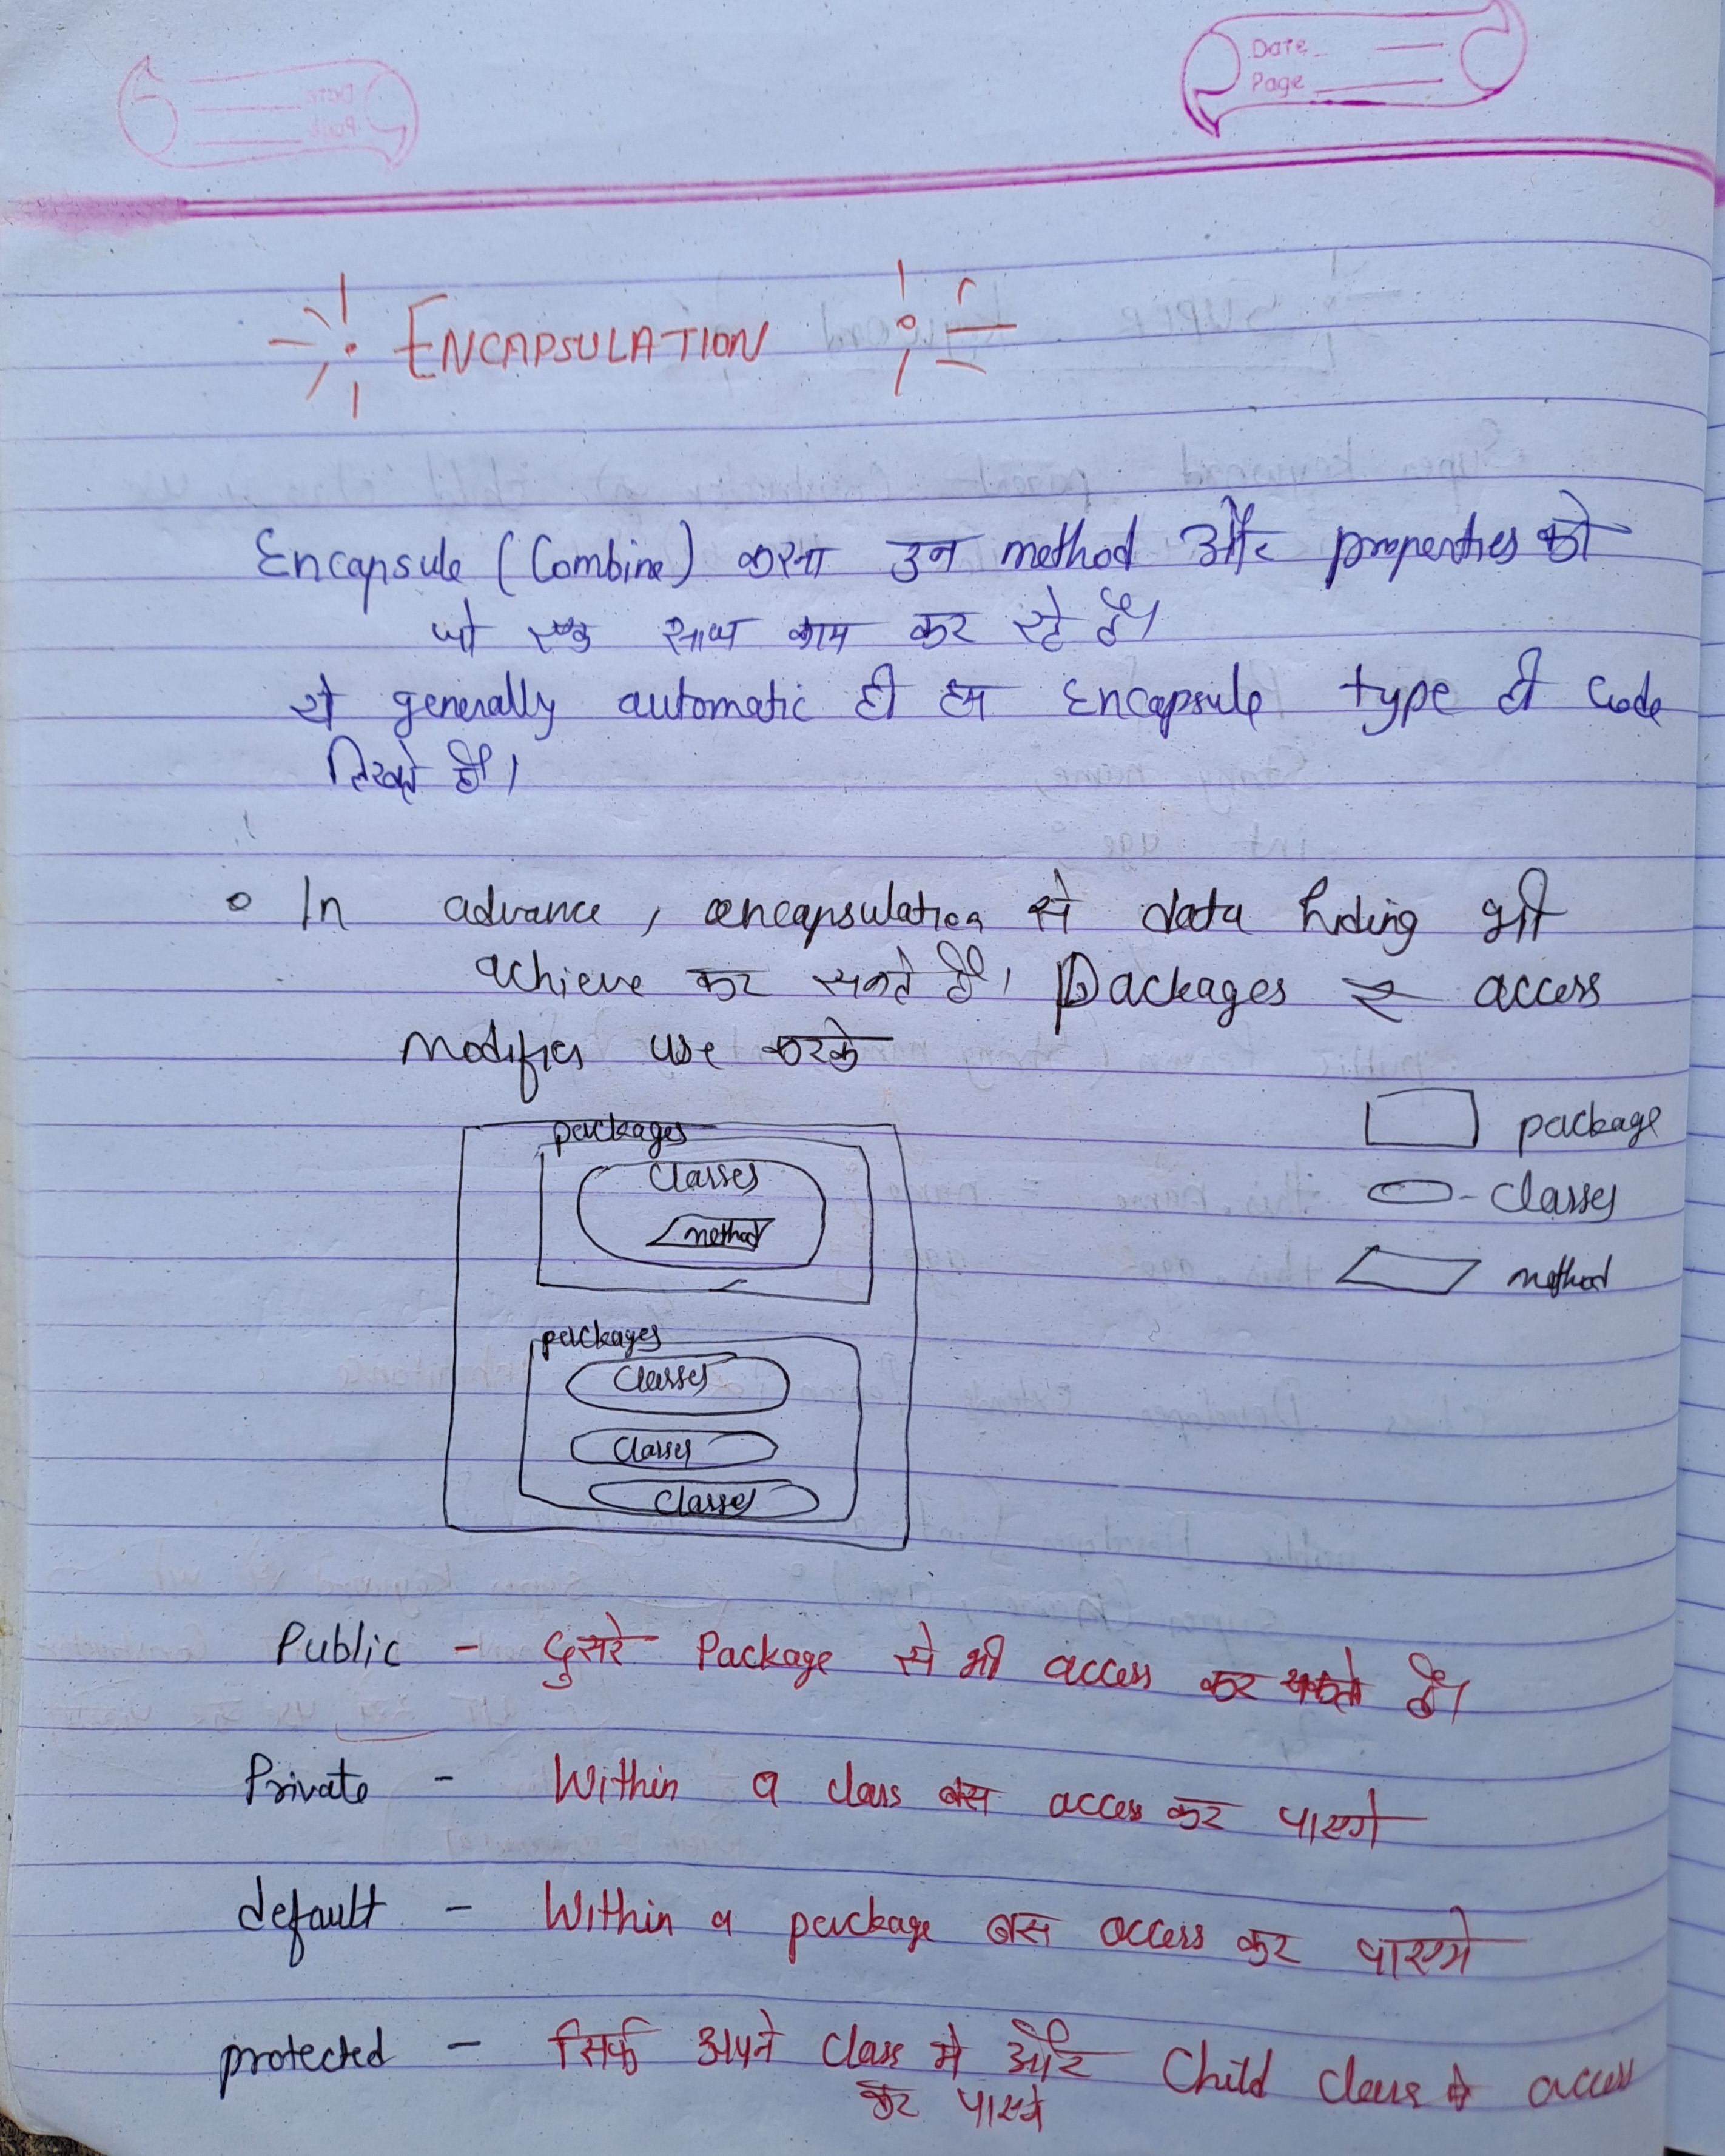 Date
Page
ENCAPSULATION
Encapsule (Combine) करना उन method और properties को
जो एक साथ काम कर रहे हैं।
ये generally automatic ही हम Encapsule type ही code
लिखते हैं।
In advance, encapsulation से data hiding भी
achieve कर सकते हैं। Packages access
modifies use करके
packages
Classes
method
package
classes
method
packages
Classes
Classes
Classes
Public - दुसरे Package से भी access कर सकते हैं।
Private - Within a class बस access कर पाएगे
default - Within a package बस access कर पाएगे
protected - सिर्फ अपने class मे और Child class मे access
कर पाएगे